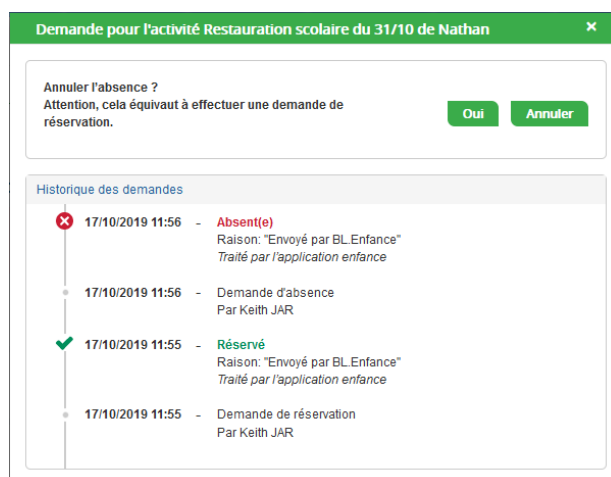 Demande pour l'activité Restauration scolaire du 31/10 de Nathan ×
Annuler l'absence ?
Attention, cela équivaut à effectuer une demande de
réservation.
Oui Annuler
Historique des demandes
17/10/2019 11:56 - Absent(e)
Raison: "Envoyé par BL.Enfance"
Traité par l'application enfance
17/10/2019 11:56 - Demande d'absence
Par Keith JAR
17/10/2019 11:55 - Réservé
Raison: "Envoyé par BL.Enfance"
Traité par l'application enfance
17/10/2019 11:55 - Demande de réservation
Par Keith JAR